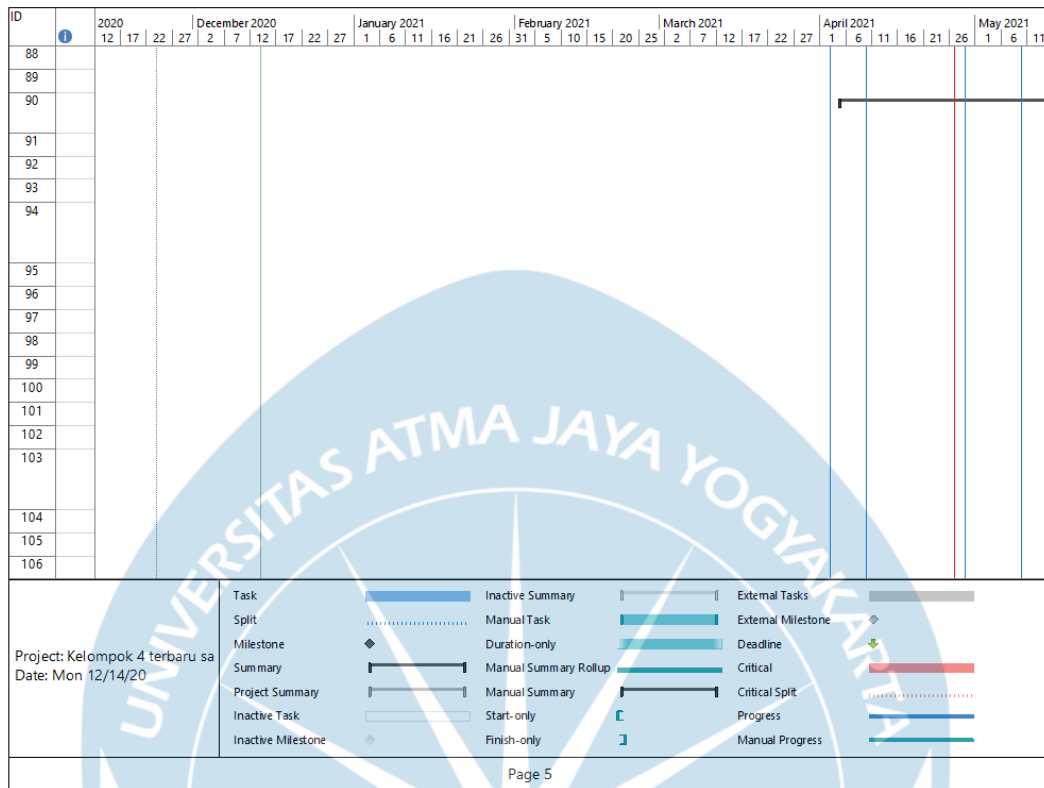 ID
2020 December 2020 January 2021 February 2021 March 2021 April 2021 May 2021
12 17 22 27 2 7 12 17 22 27 1 6 11 16 21 26 31 5 10 15 20 25 2 7 12 17 22 27 1 6 11 16 21 26 1 6 11
88
89
90
91
92
93
94
95
96
97
98
99
100
101
102
103
104
105
106
UNIVERSITAS ATMA JAYA YOGYAKARTA
Project: Kelompok 4 terbaru sa
Date: Mon 12/14/20
Task
Split
Milestone
Summary
Project Summary
Inactive Task
Inactive Milestone
Inactive Summary
Manual Task
Duration-only
Manual Summary Rollup
Manual Summary
Start-only
Finish-only
External Tasks
External Milestone
Deadline
Critical
Critical Split
Progress
Manual Progress
Page 5